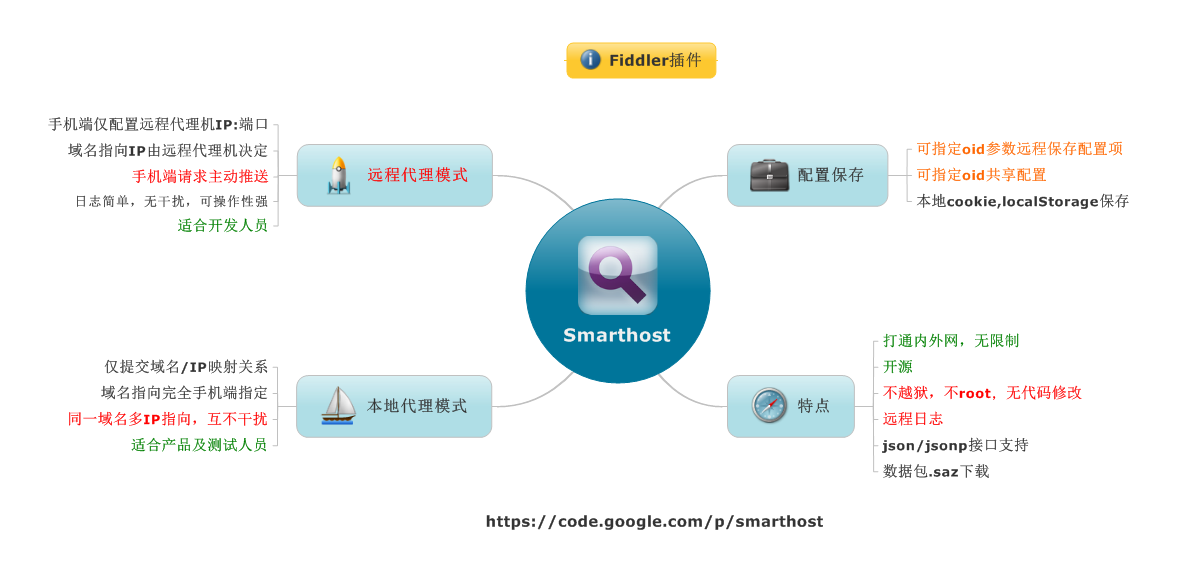 Fiddler插件
手机端仅配置远程代理机IP:端口
域名指向IP由远程代理机决定
手机端请求主动推送
日志简单，无干扰，可操作性强
适合开发人员
远程代理模式
配置保存
可指定oid参数远程保存配置项
可指定oid共享配置
本地cookie,localStorage保存
Smarthost
仅提交域名/IP映射关系
域名指向完全手机端指定
同一域名多IP指向，互不干扰
适合产品及测试人员
本地代理模式
特点
打通内外网，无限制
开源
不越狱，不root，无代码修改
远程日志
json/jsonp接口支持
数据包.saz下载
https://code.google.com/p/smarthost